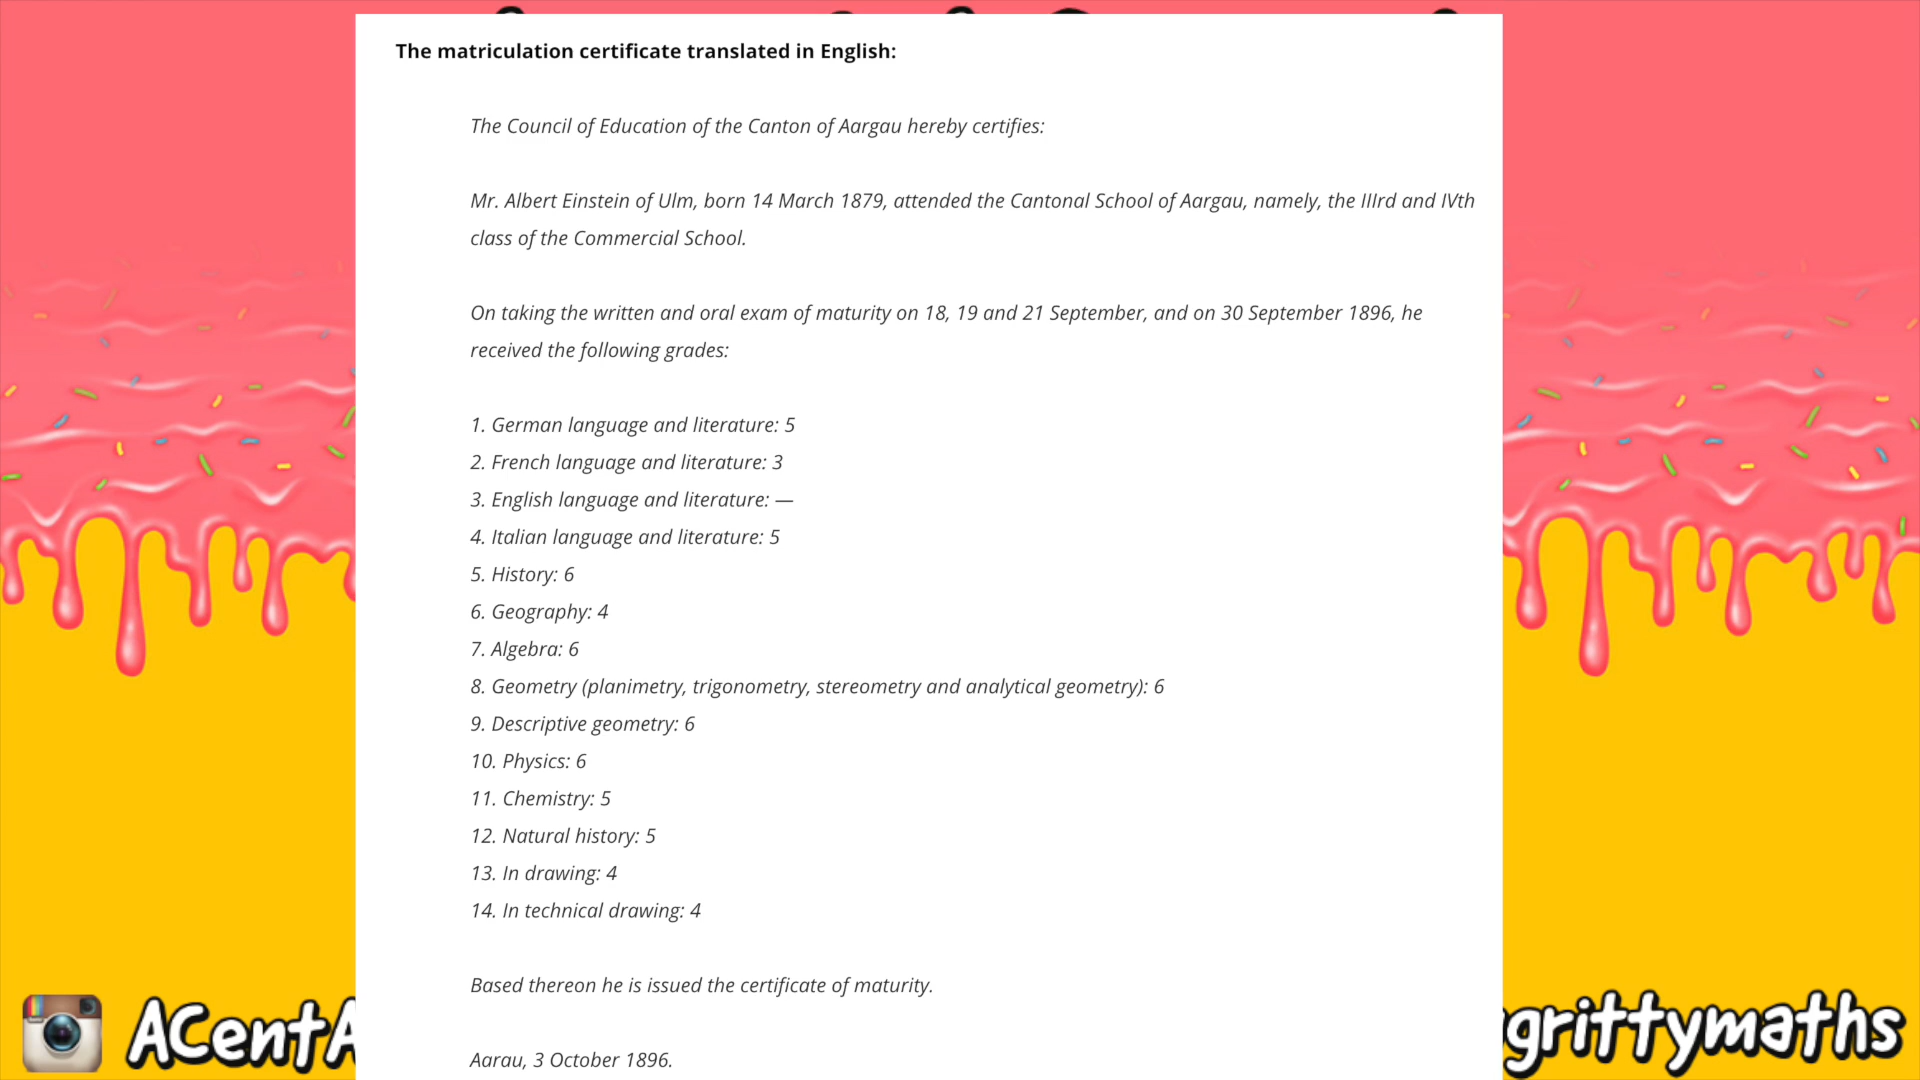 The matriculation certificate translated in English:
The Council of Education of the Canton of Aargau hereby certifies:
Mr. Albert Einstein of Ulm, born 14 March 1879, attended the Cantonal School of Aargau, namely, the IIIrd and IVth
class of the Commercial School.
On taking the written and oral exam of maturity on 18, 19 and 21 September, and on 30 September 1896, he
received the following grades:
1. German language and literature: 5
2. French language and literature: 3
3. English language and literature: —
4. Italian language and literature: 5
5. History: 6
6. Geography: 4
7. Algebra: 6
8. Geometry (planimetry, trigonometry, stereometry and analytical geometry): 6
9. Descriptive geometry: 6
10. Physics: 6
11. Chemistry: 5
12. Natural history: 5
13. In drawing: 4
14. In technical drawing: 4
Based thereon he is issued the certificate of maturity.
Aarau, 3 October 1896.
ACentA
grittymaths